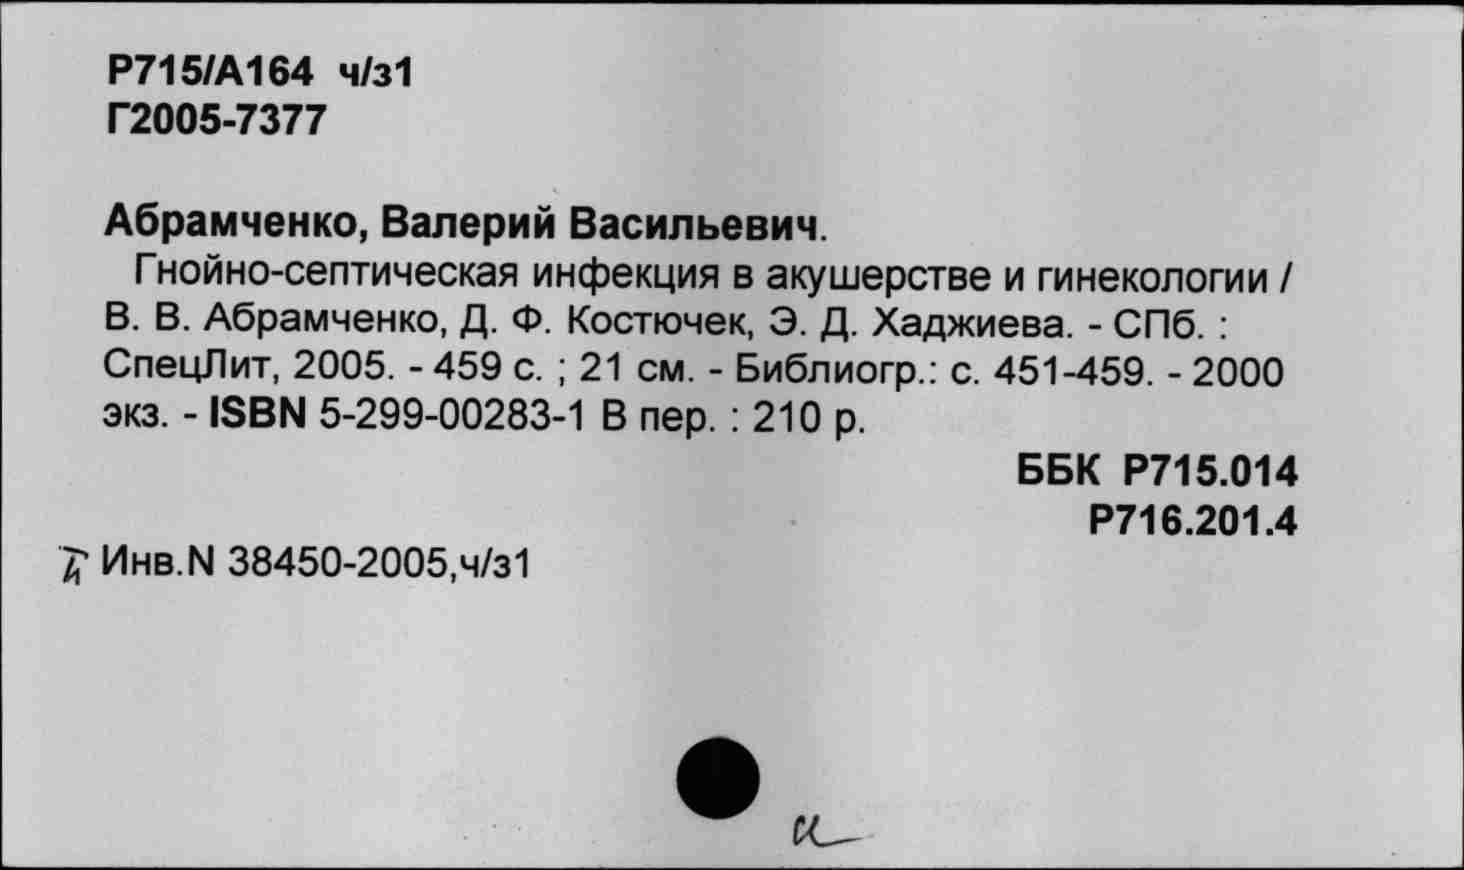 Р715/А164 ч/з1
Г2005-7377
Абрамченко, Валерий Васильевич.
Гнойно-септическая инфекция в акушерстве и гинекологии /
В. В. Абрамченко, Д. Ф. Костючек, Э. Д. Хаджиева. - СПб. :
СпецЛит, 2005. - 459 с. ; 21 см. - Библиогр.: с. 451-459. - 2000
экз. - ISBN 5-299-00283-1 В пер. : 210 р.
ББК Р715.014
Р716.201.4
Инв.N 38450-2005,ч/з1